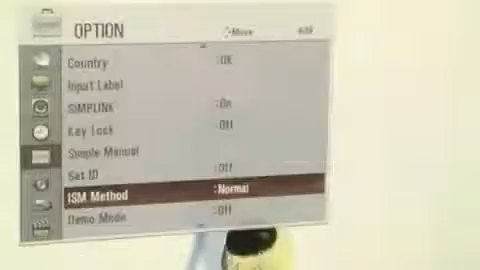 OPTION
Move
Country : UK
Input Label
SIMPLINK : On
Key Lock : Off
Simple Manual
Set ID : Off
ISM Method : Normal
Demo Mode : Off